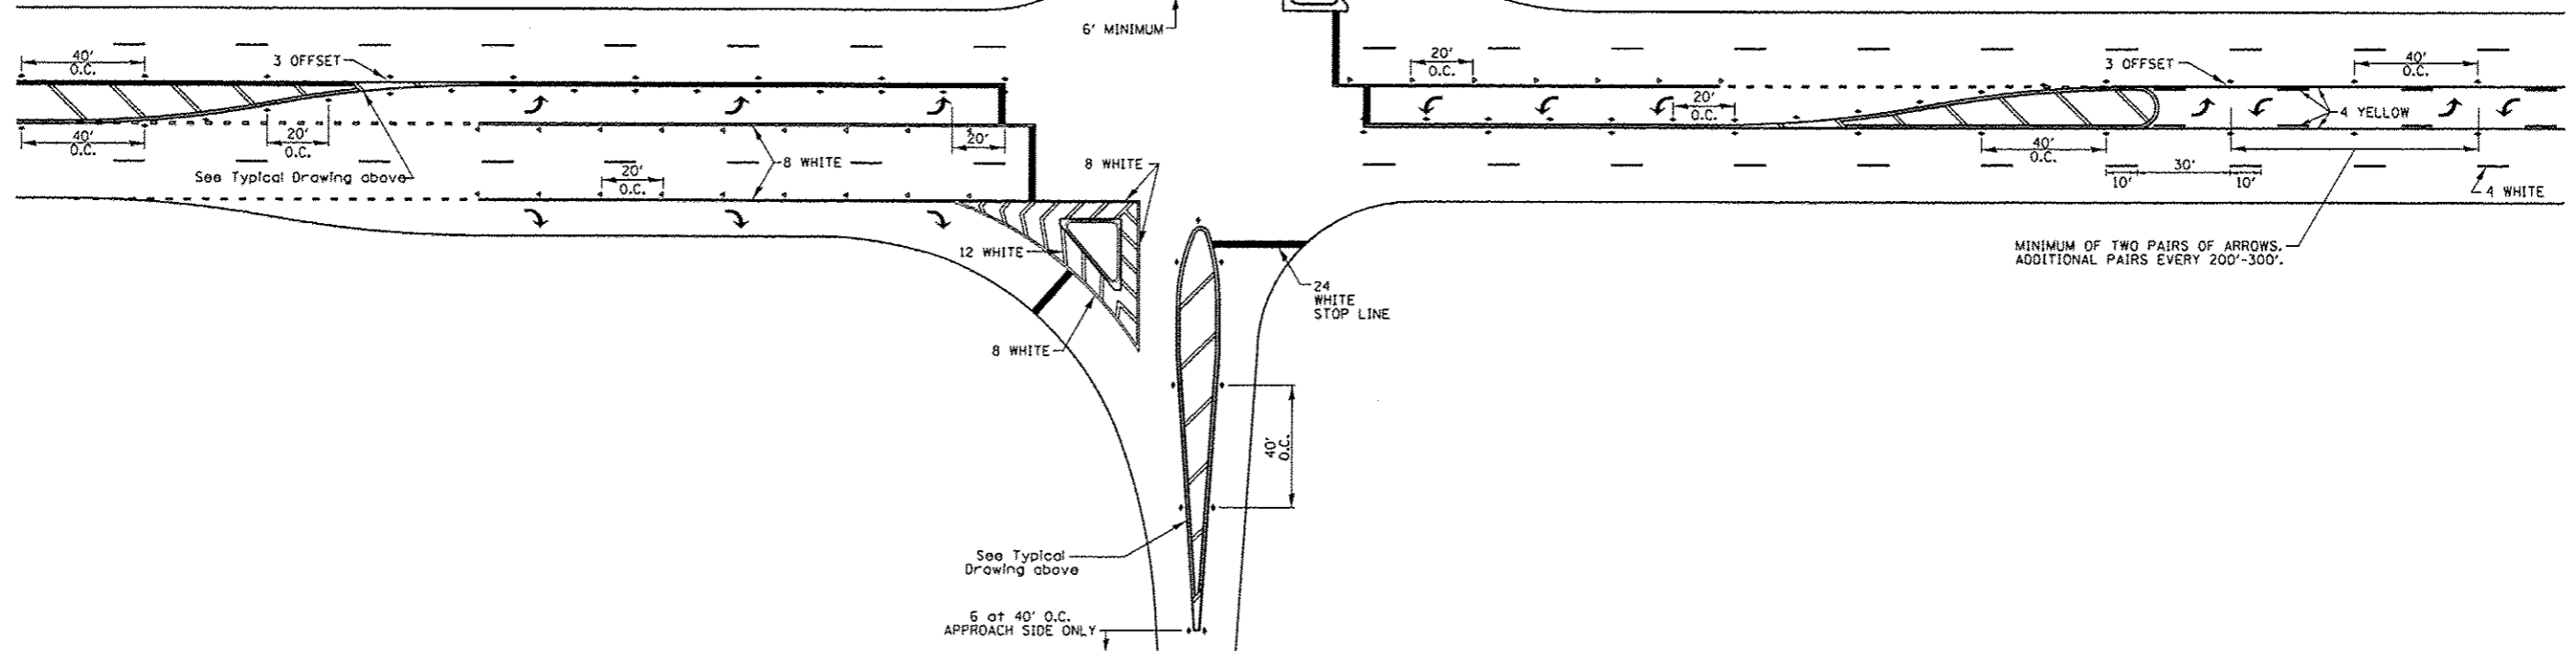 6' MINIMUM
40'
O.C.
3 OFFSET
20'
O.C.
3 OFFSET
40'
O.C.
40'
O.C.
20'
O.C.
See Typical Drawing above
20'
O.C.
8 WHITE
20'
8 WHITE
20'
O.C.
4 YELLOW
40'
O.C.
10'
30'
10'
4 WHITE
12 WHITE
8 WHITE
24
WHITE
STOP LINE
MINIMUM OF TWO PAIRS OF ARROWS.
ADDITIONAL PAIRS EVERY 200'-300'.
40'
O.C.
See Typical
Drawing above
6 at 40' O.C.
APPROACH SIDE ONLY